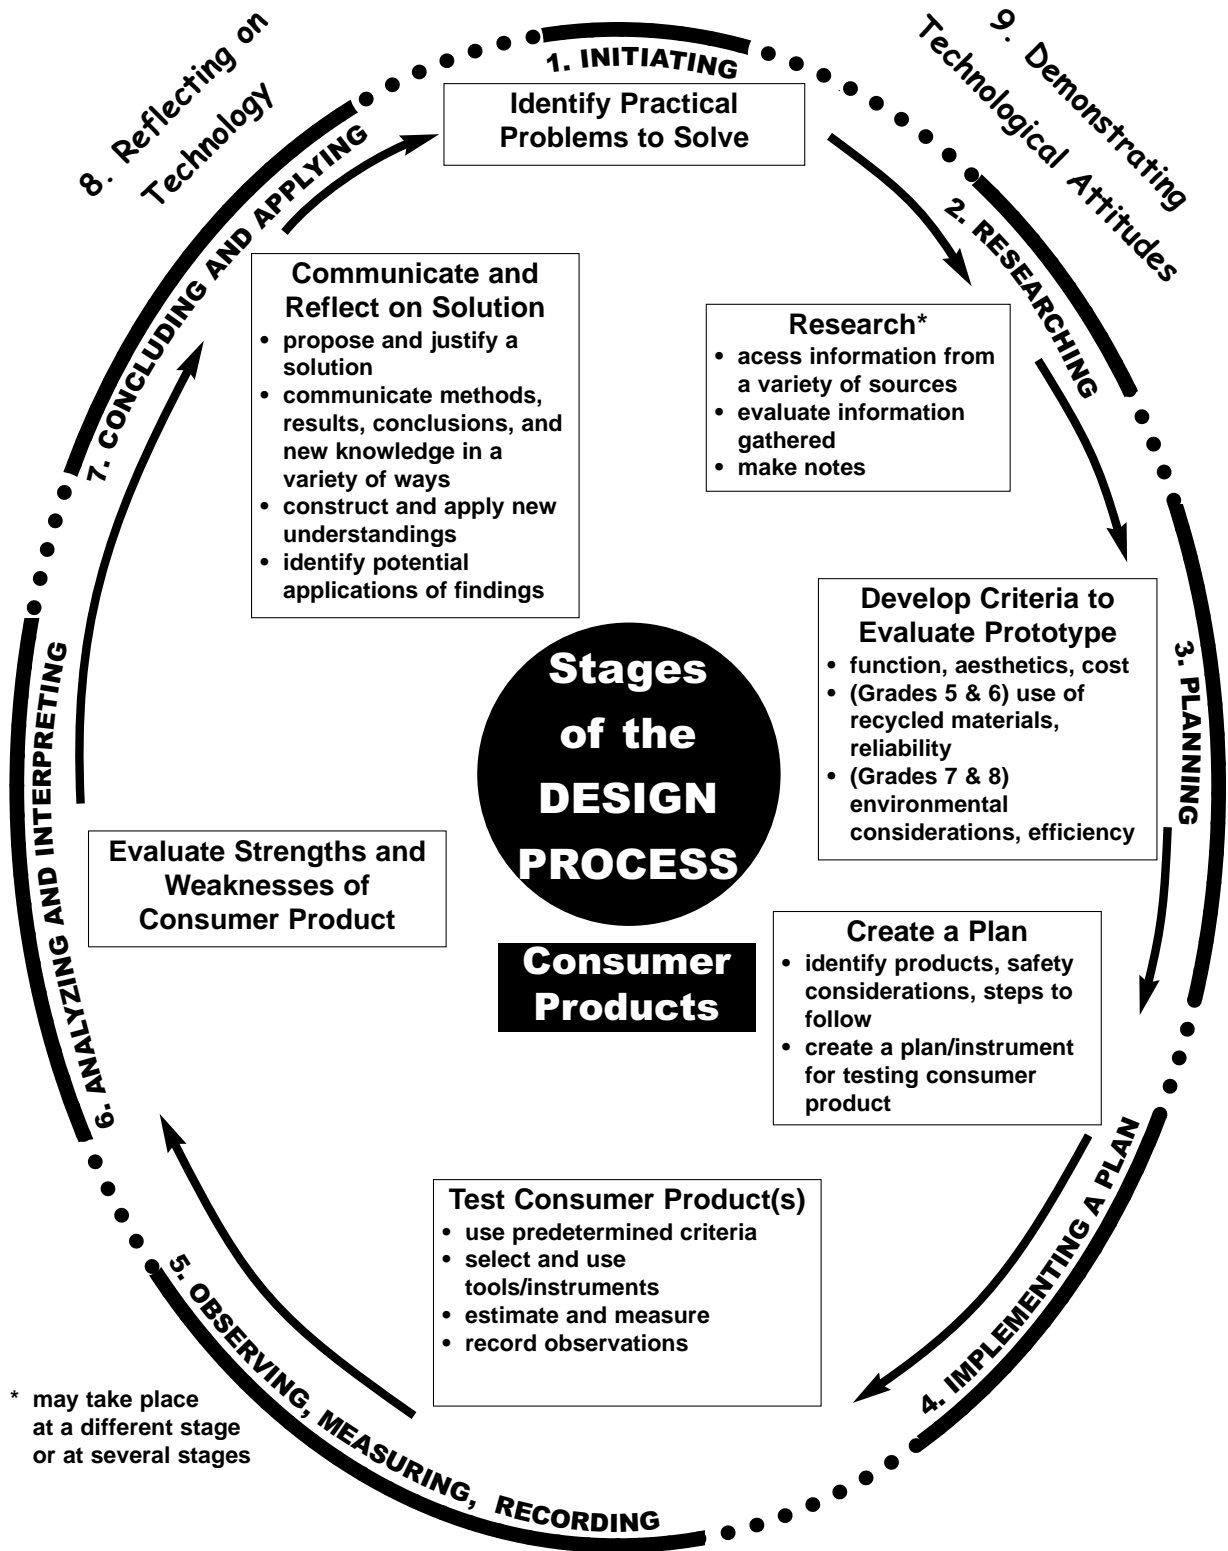 8. Reflecting on
Technology
9. Demonstrating
Technological Attitudes
1. INITIATING
Identify Practical
Problems to Solve
2. RESEARCHING
Research*
• acess information from
a variety of sources
• evaluate information
gathered
• make notes
3. PLANNING
Develop Criteria to
Evaluate Prototype
• function, aesthetics, cost
• (Grades 5 & 6) use of
recycled materials,
reliability
• (Grades 7 & 8)
environmental
considerations, efficiency
Create a Plan
• identify products, safety
considerations, steps to
follow
• create a plan/instrument
for testing consumer
product
4. IMPLEMENTING A PLAN
Test Consumer Product(s)
• use predetermined criteria
• select and use
tools/instruments
• estimate and measure
• record observations
5. OBSERVING, MEASURING, RECORDING
6. ANALYZING AND INTERPRETING
Evaluate Strengths and
Weaknesses of
Consumer Product
7. CONCLUDING AND APPLYING
Communicate and
Reflect on Solution
• propose and justify a
solution
• communicate methods,
results, conclusions, and
new knowledge in a
variety of ways
• construct and apply new
understandings
• identify potential
applications of findings
Stages
of the
DESIGN
PROCESS
Consumer
Products
* may take place
at a different stage
or at several stages